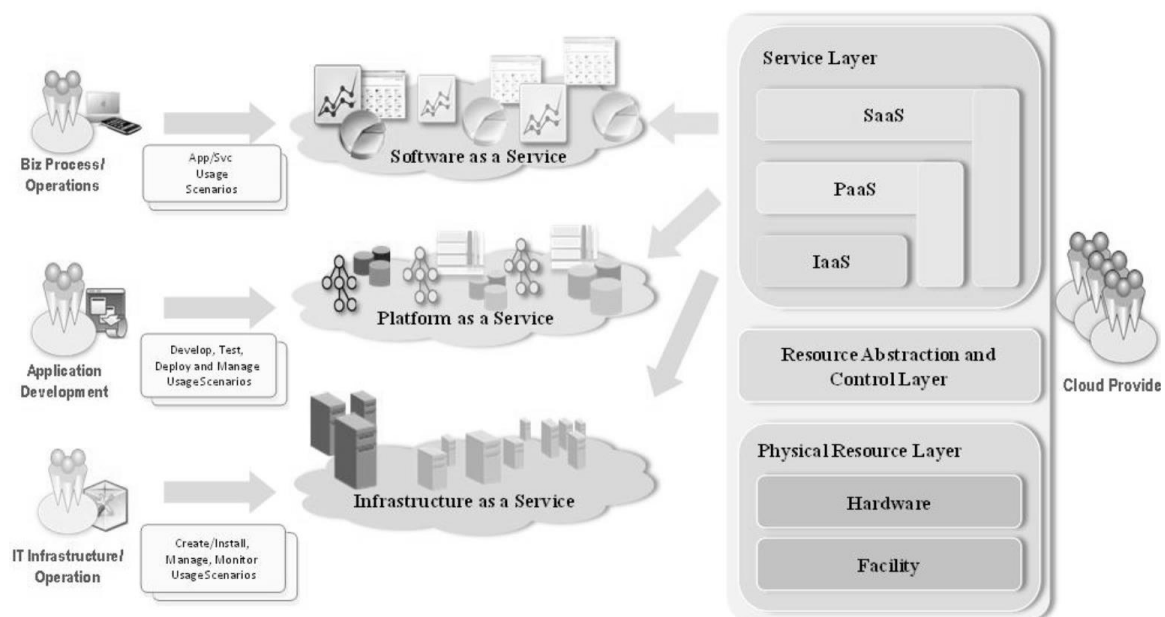 Biz Process/
Operations
App/Svc
Usage
Scenarios
Software as a Service
Application
Development
Develop, Test,
Deploy and Manage
UsageScenarios
Platform as a Service
IT Infrastructure/
Operation
Create/Install,
Manage, Monitor
UsageScenarios
Infrastructure as a Service
Service Layer
SaaS
PaaS
IaaS
Resource Abstraction and
Control Layer
Physical Resource Layer
Hardware
Facility
Cloud Provide